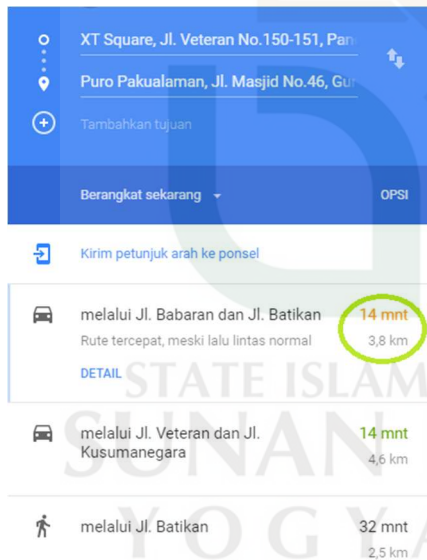 XT Square, Jl. Veteran No.150-151, Pan
Puro Pakualaman, Jl. Masjid No.46, Gu
Tambahkan tujuan
Berangkat sekarang OPSI
Kirim petunjuk arah ke ponsel
melalui Jl. Babaran dan Jl. Batikan 14 mnt
Rute tercepat, meski lalu lintas normal 3,8 km
DETAIL
STATE ISLAM
melalui Jl. Veteran dan Jl. 14 mnt
Kusumanegara 4,6 km
SUNAN
melalui Jl. Batikan 32 mnt
2,5 km
YOGYA